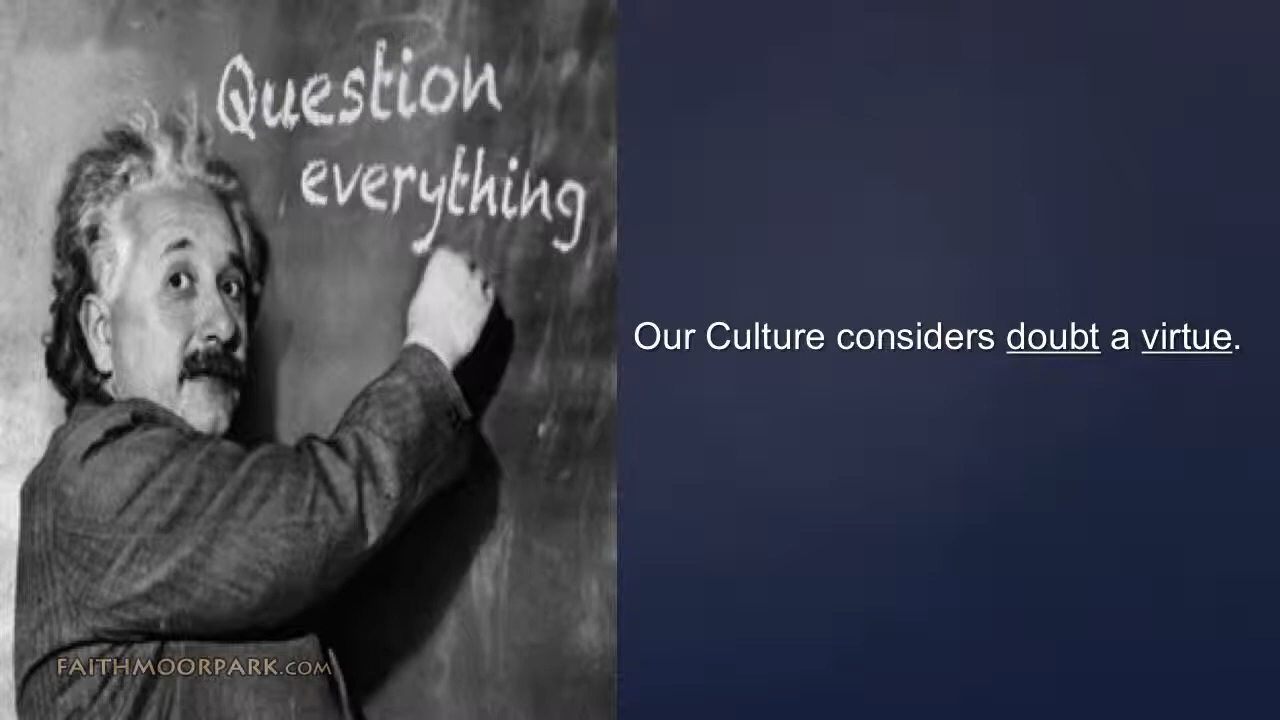 Question
everything
Our Culture considers doubt a virtue.
FAITHMOORPARK.COM